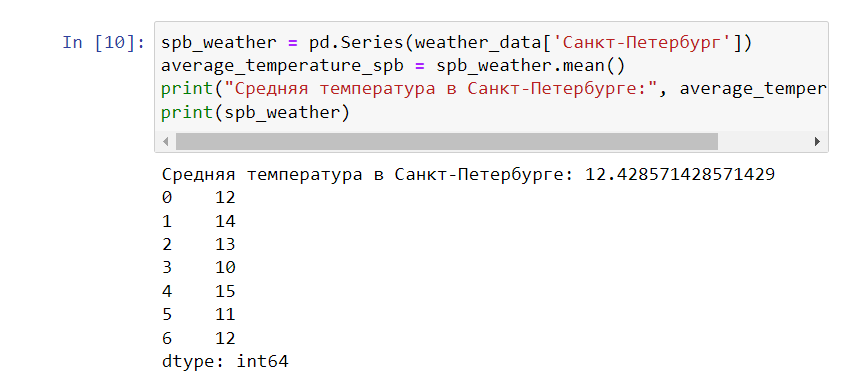 In [10]:
spb_weather = pd.Series(weather_data['Санкт-Петербург'])
average_temperature_spb = spb_weather.mean()
print("Средняя температура в Санкт-Петербурге:", average_temper
print(spb_weather)
Средняя температура в Санкт-Петербурге: 12.428571428571429
0    12
1    14
2    13
3    10
4    15
5    11
6    12
dtype: int64